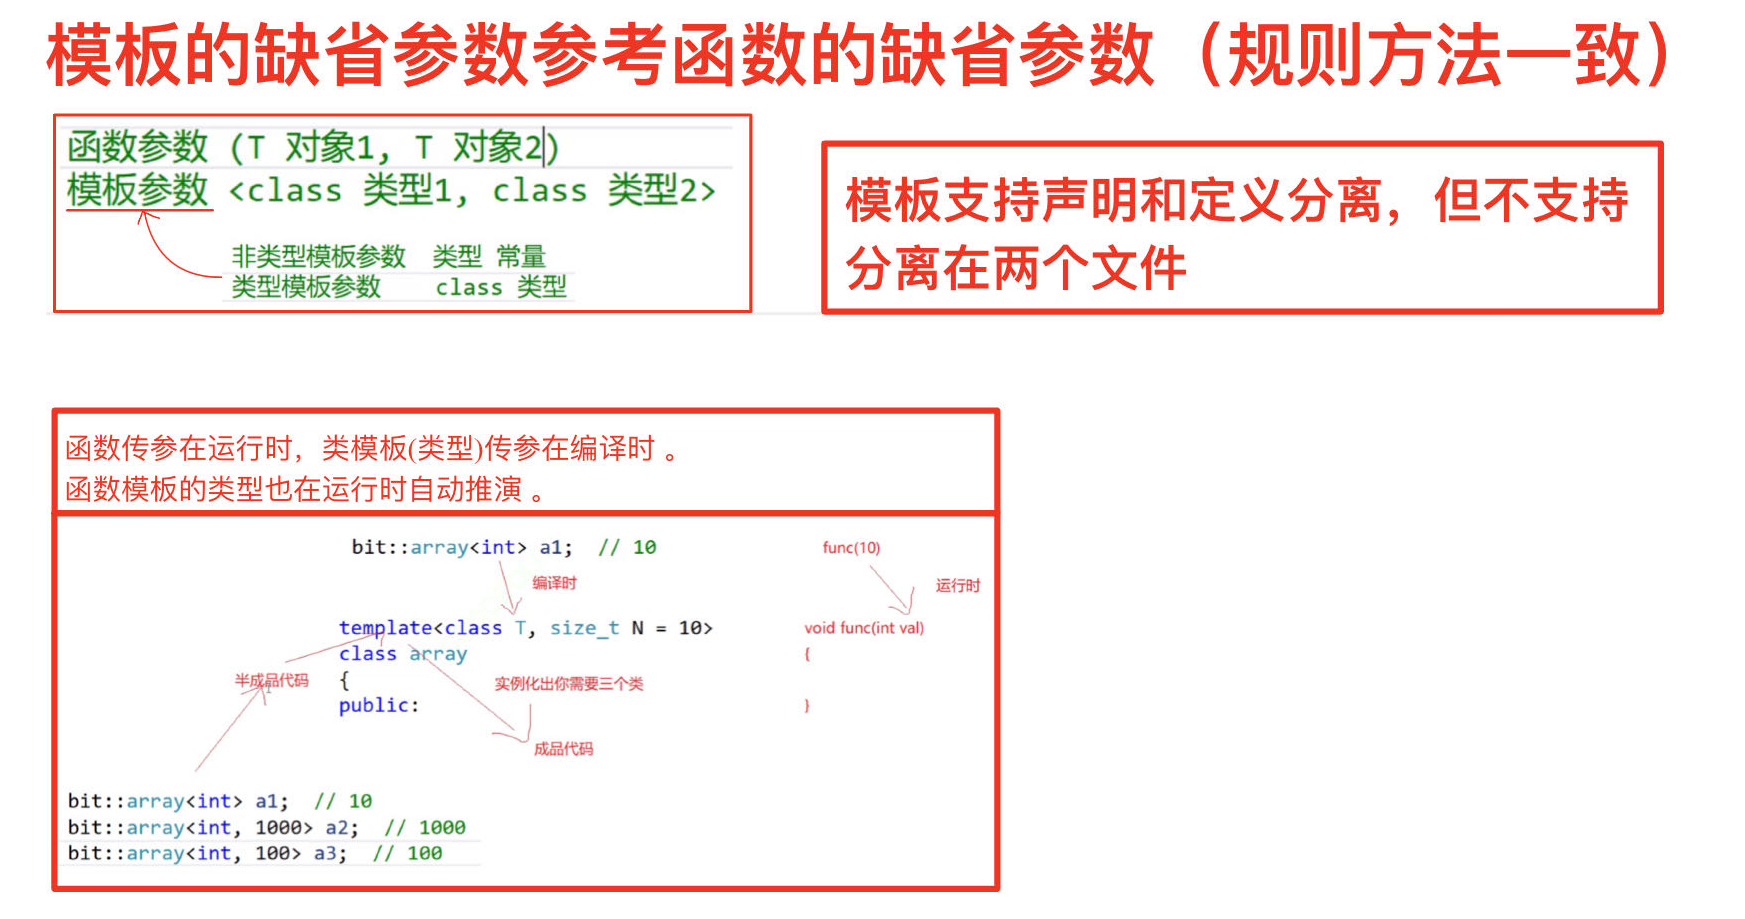 模板的缺省参数参考函数的缺省参数（规则方法一致）
函数参数 (T 对象1, T 对象2)
模板参数 <class 类型1, class 类型2>
非类型模板参数 类型 常量
类型模板参数 class 类型
模板支持声明和定义分离，但不支持
分离在两个文件
函数传参在运行时，类模板(类型)传参在编译时 。
函数模板的类型也在运行时自动推演 。
bit::array<int> a1; // 10
编译时
template<class T, size_t N = 10>
class array
{
public:
半成品代码
实例化出你需要三个类
成品代码
func(10)
运行时
void func(int val)
{
}
bit::array<int> a1; // 10
bit::array<int, 1000> a2; // 1000
bit::array<int, 100> a3; // 100